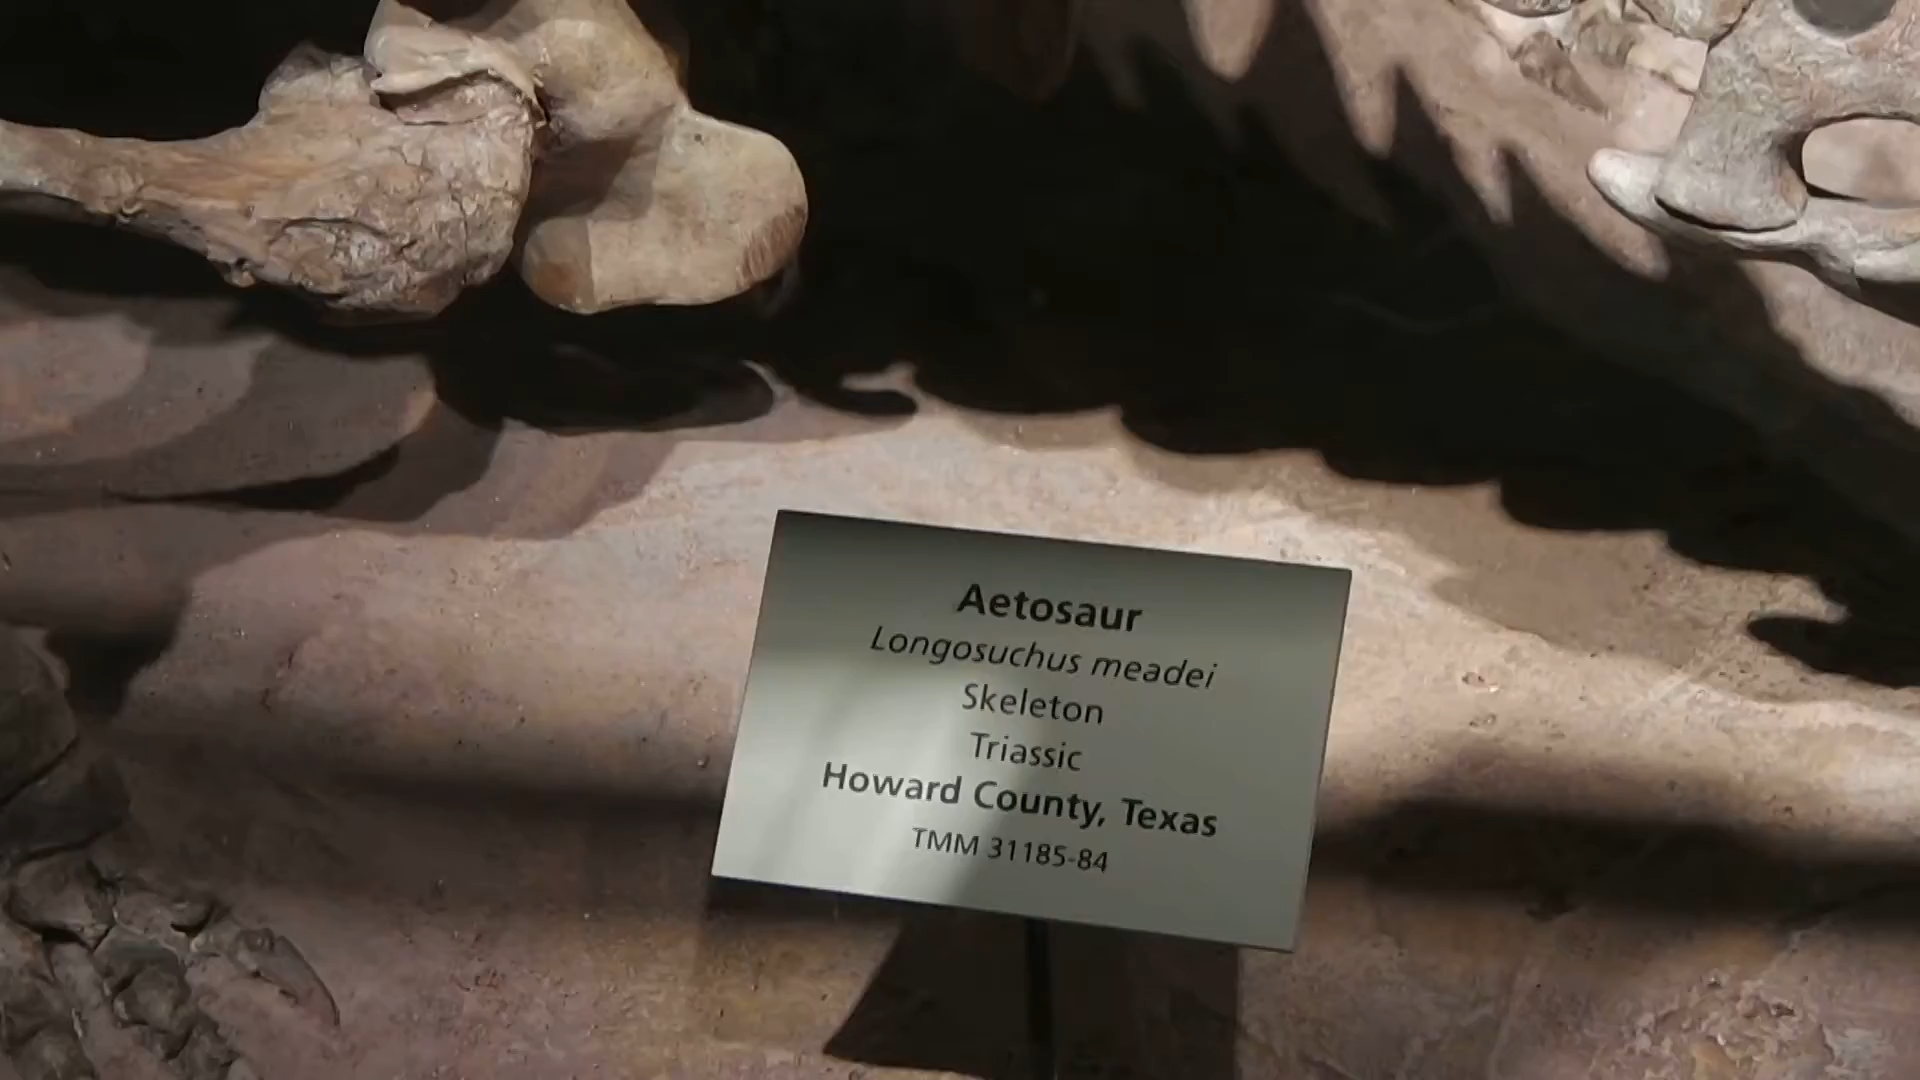 Aetosaur
Longosuchus meadei
Skeleton
Triassic
Howard County, Texas
TMM 31185-84